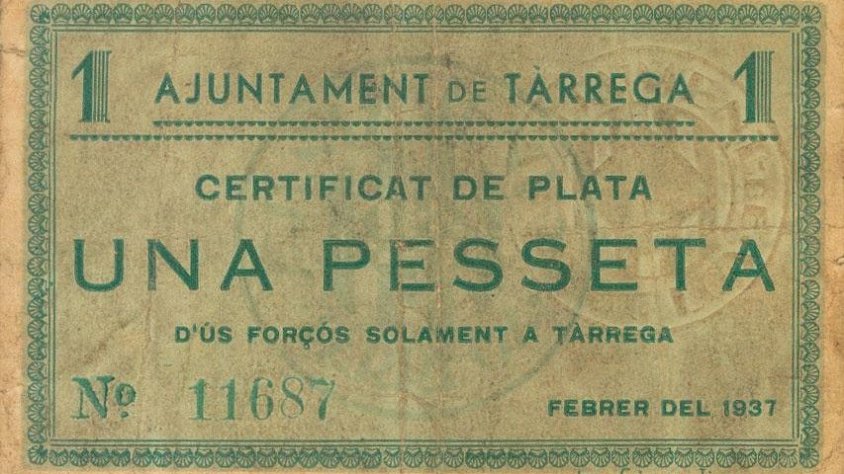 1 AJUNTAMENT DE TÀRREGA 1
CERTIFICAT DE PLATA
UNA PESSETA
D'ÚS FORÇÓS SOLAMENT A TÀRREGA
Nº 11687 FEBRER DEL 1937